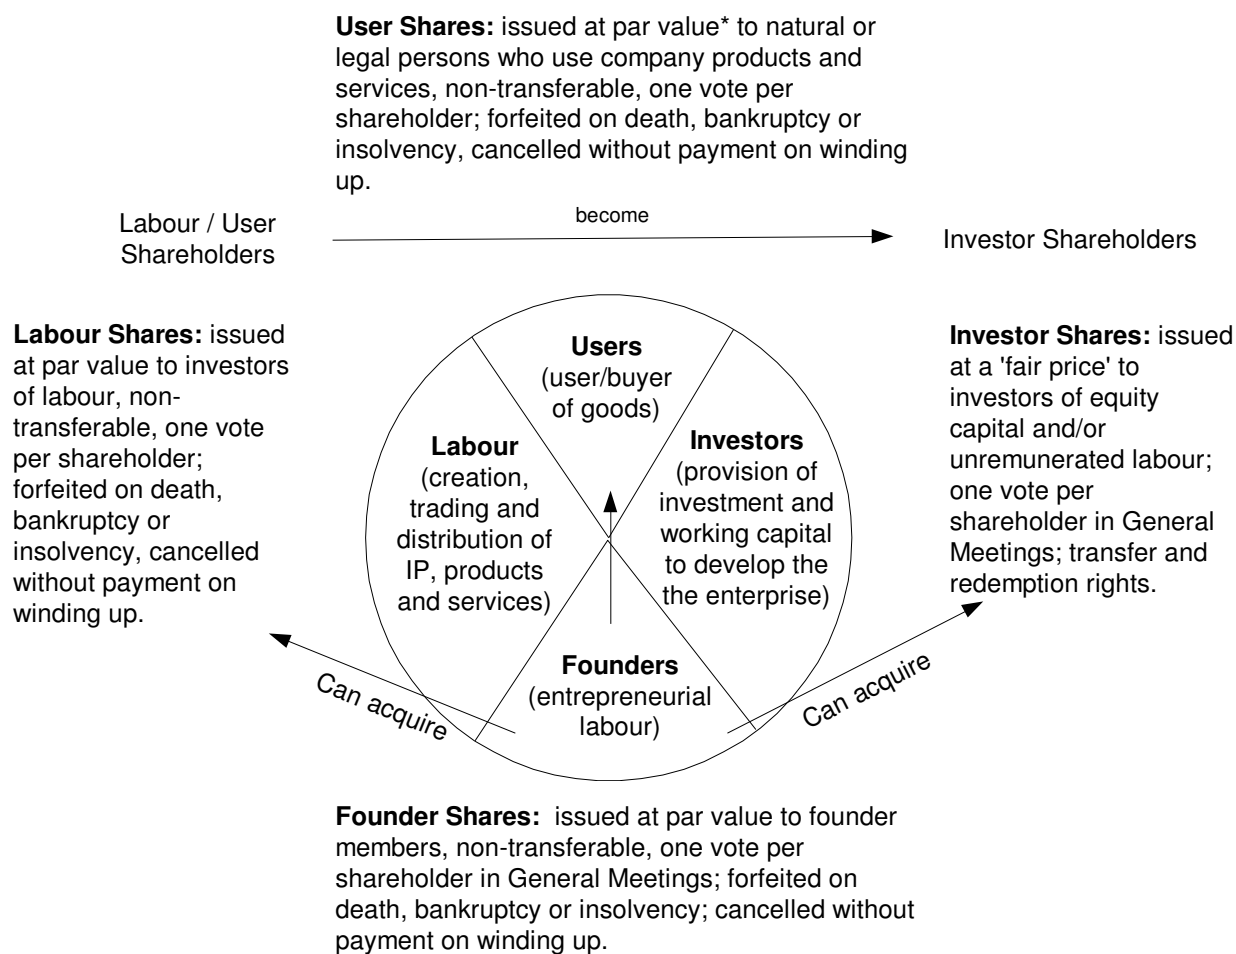 User Shares: issued at par value* to natural or
legal persons who use company products and
services, non-transferable, one vote per
shareholder; forfeited on death, bankruptcy or
insolvency, cancelled without payment on winding
up.
Labour / User
Shareholders
become
Investor Shareholders
Labour Shares: issued
at par value to investors
of labour, non-
transferable, one vote
per shareholder;
forfeited on death,
bankruptcy or
insolvency, cancelled
without payment on
winding up.
Users
(user/buyer
of goods)
Labour
(creation,
trading and
distribution of
IP, products
and services)
Investors
(provision of
investment and
working capital
to develop the
the enterprise)
Founders
(entrepreneurial
labour)
Investor Shares: issued
at a 'fair price' to
investors of equity
capital and/or
unremunerated labour;
one vote per
shareholder in General
Meetings; transfer and
redemption rights.
Can acquire
Can acquire
Founder Shares:  issued at par value to founder
members, non-transferable, one vote per
shareholder in General Meetings; forfeited on
death, bankruptcy or insolvency; cancelled without
payment on winding up.